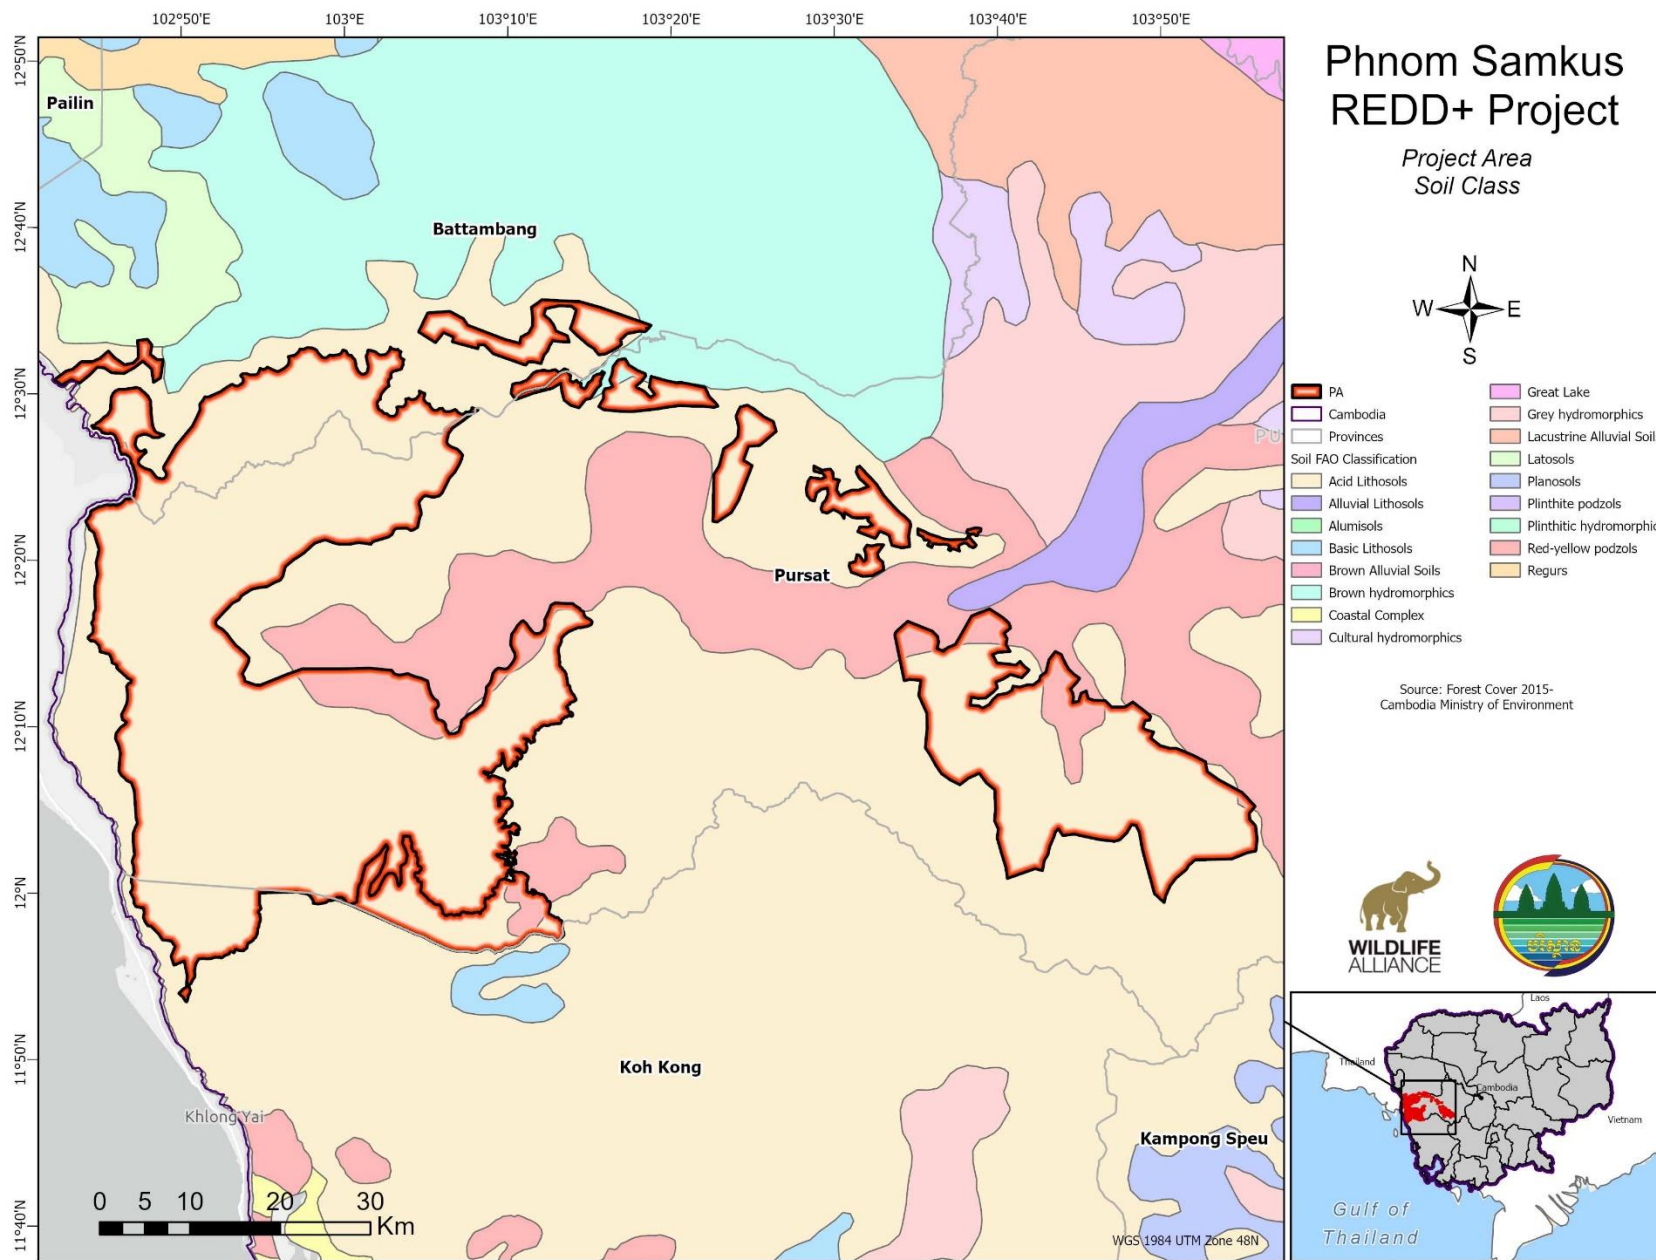 102°50'E 103°E 103°10'E 103°20'E 103°30'E 103°40'E 103°50'E
12°50'N
12°40'N
12°30'N
12°20'N
12°10'N
12°N
11°50'N
11°40'N
Pailin
Battambang
Pursat
PU
Koh Kong
Khlong Yai
Kampong Speu
0 5 10 20 30
Km
WGS 1984 UTM Zone 48N
Phnom Samkus
REDD+ Project
Project Area
Soil Class
N
W E
S
PA
Cambodia
Provinces
Soil FAO Classification
Acid Lithosols
Alluvial Lithosols
Alumisols
Basic Lithosols
Brown Alluvial Soils
Brown hydromorphics
Coastal Complex
Cultural hydromorphics
Great Lake
Grey hydromorphics
Lacustrine Alluvial Soil
Latosols
Planosols
Plinthite podzols
Plinthitic hydromorphic
Red-yellow podzols
Regurs
Source: Forest Cover 2015-
Cambodia Ministry of Environment
WILDLIFE
ALLIANCE
Laos
Thailand
Cambodia
Vietnam
Gulf of
Thailand